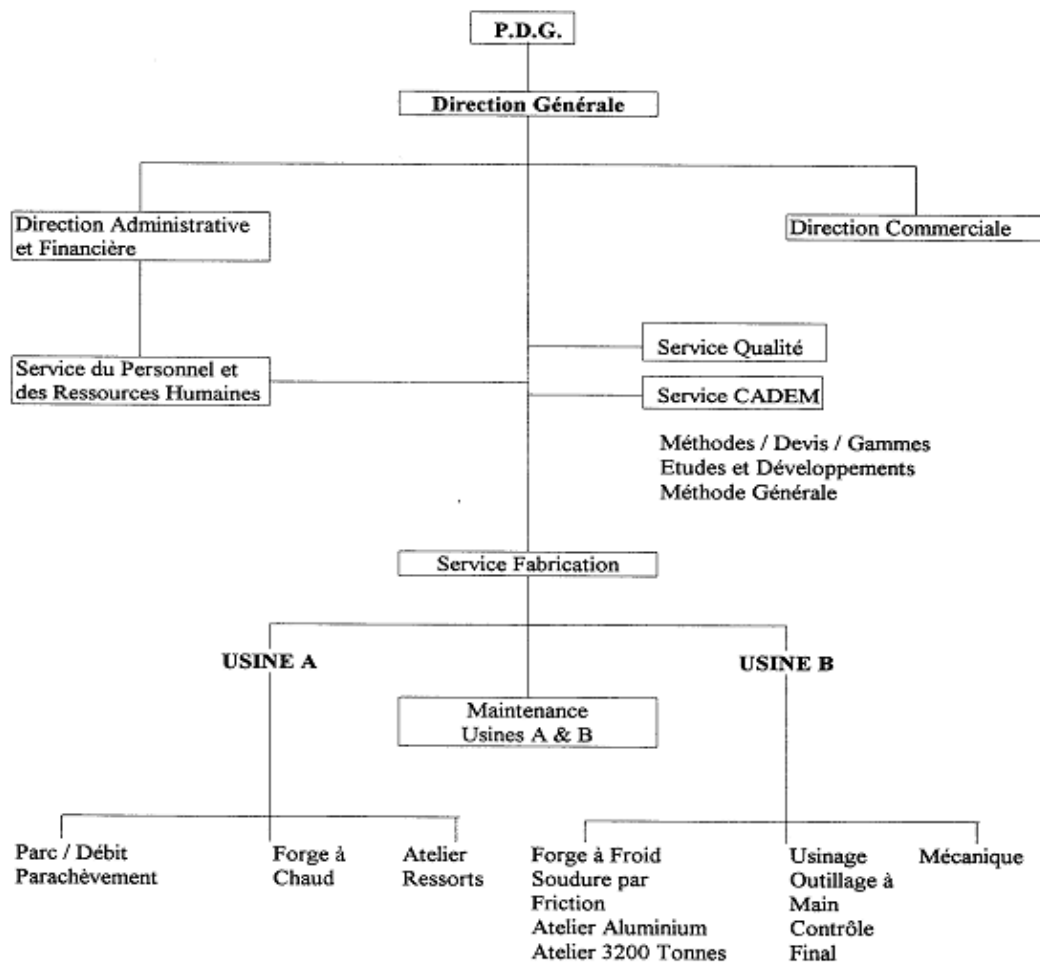 P.D.G.
Direction Générale
Direction Administrative
et Financière
Direction Commerciale
Service du Personnel et
des Ressources Humaines
Service Qualité
Service CADEM
Méthodes / Devis / Gammes
Etudes et Développements
Méthode Générale
Service Fabrication
USINE A
USINE B
Maintenance
Usines A & B
Parc / Débit
Parachèvement
Forge à
Chaud
Atelier
Ressorts
Forge à Froid
Soudure par
Friction
Atelier Aluminium
Atelier 3200 Tonnes
Usinage
Outillage à
Main
Contrôle
Final
Mécanique